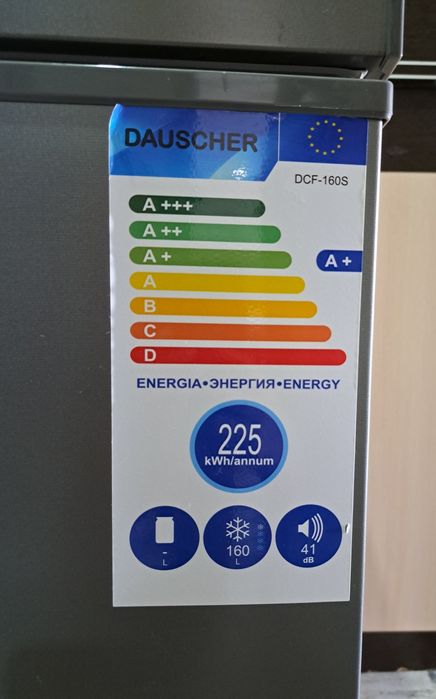 DAUSCHER
DCF-160S
A +++
A ++
A +
A +
A
B
C
D
ENERGIA•ЭНЕРГИЯ•ENERGY
225
kWh/annum
-
L
160
L
41
dB